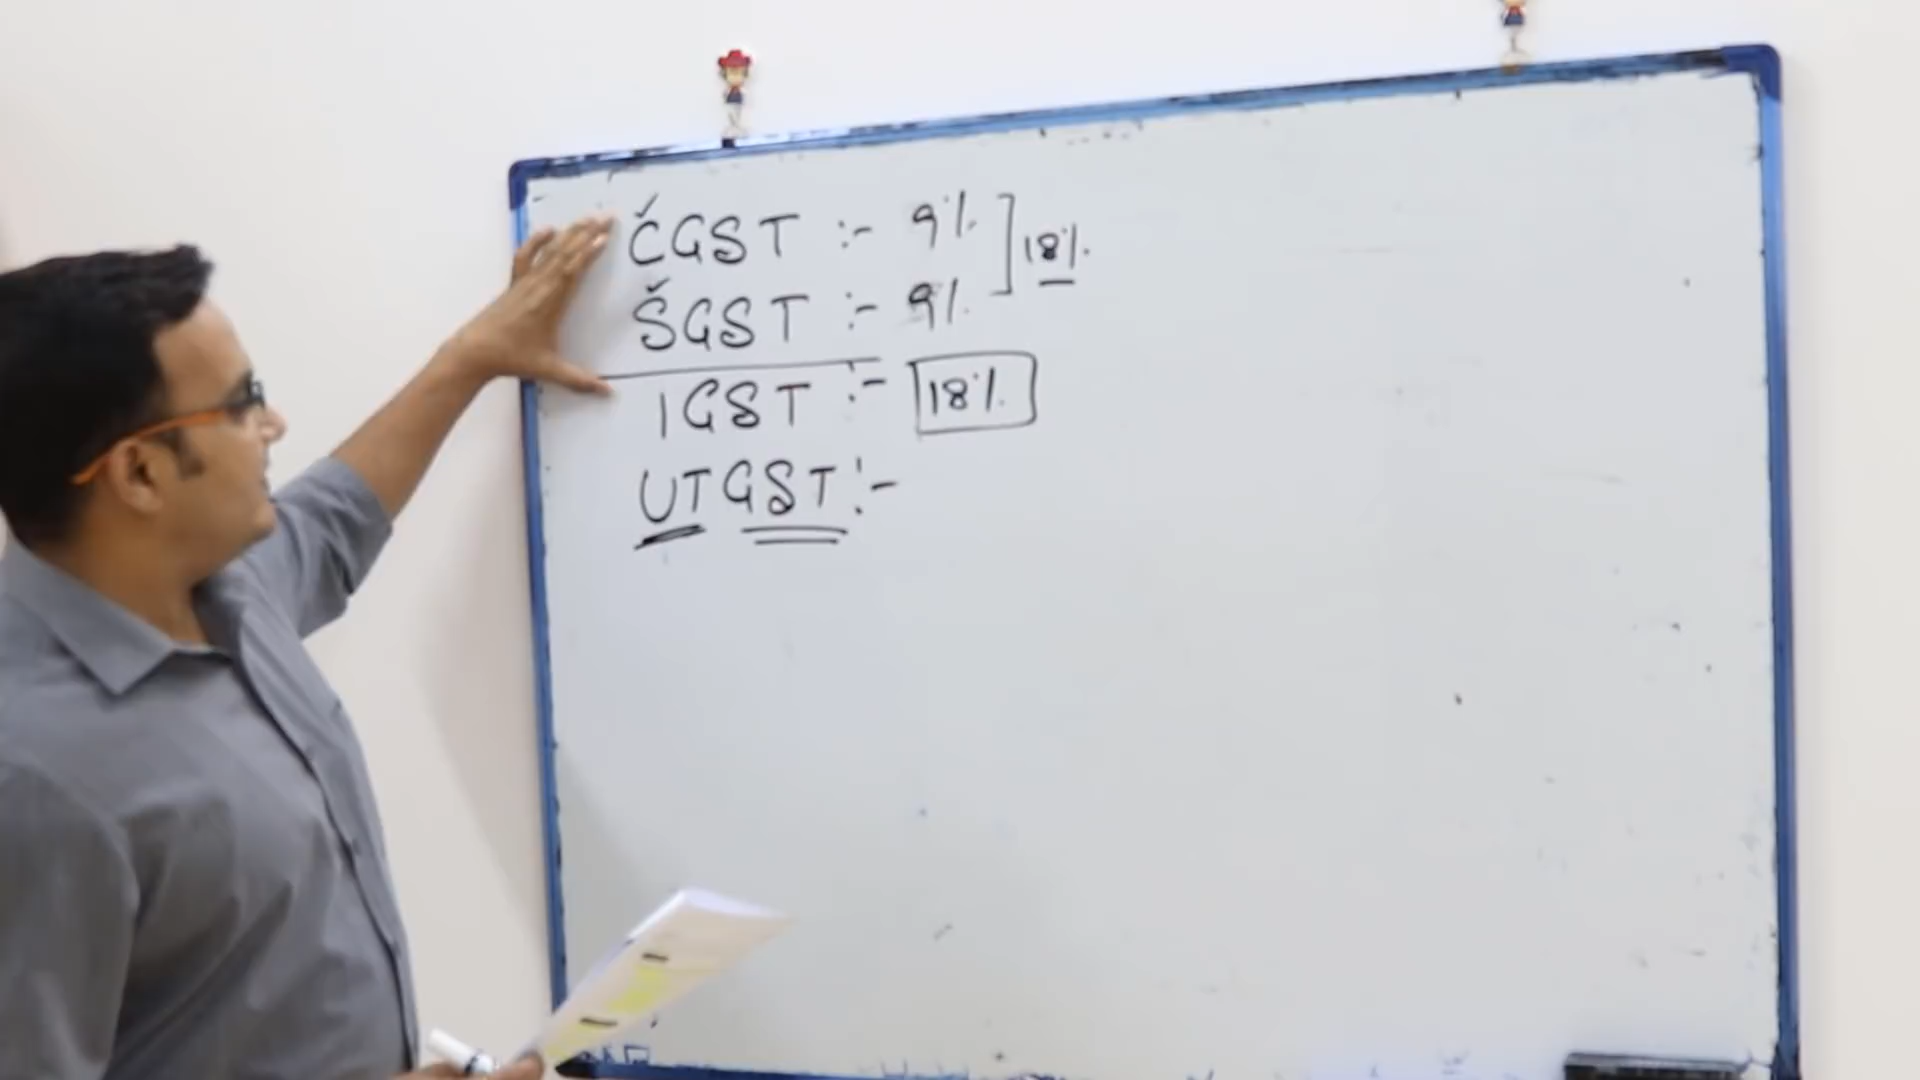 CGST :- 9%
SGST :- 9%
18%
IGST :- 18%
UTGST :-